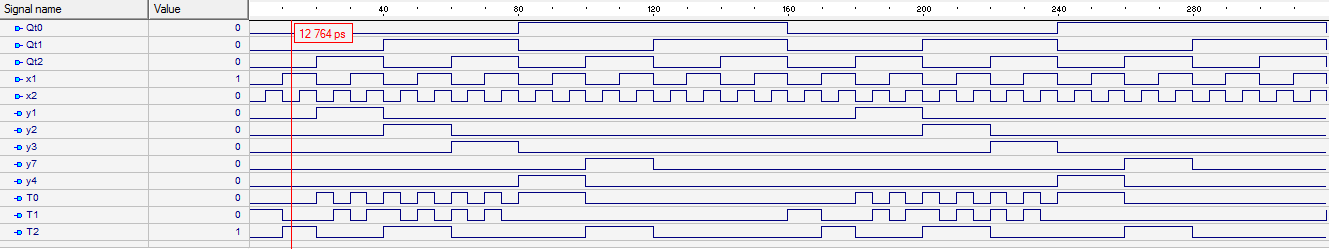 Signal name Value 40 80 120 160 200 240 280
Qt0 0
12 764 ps
Qt1 0
Qt2 0
x1 1
x2 0
y1 0
y2 0
y3 0
y7 0
y4 0
T0 0
T1 0
T2 1